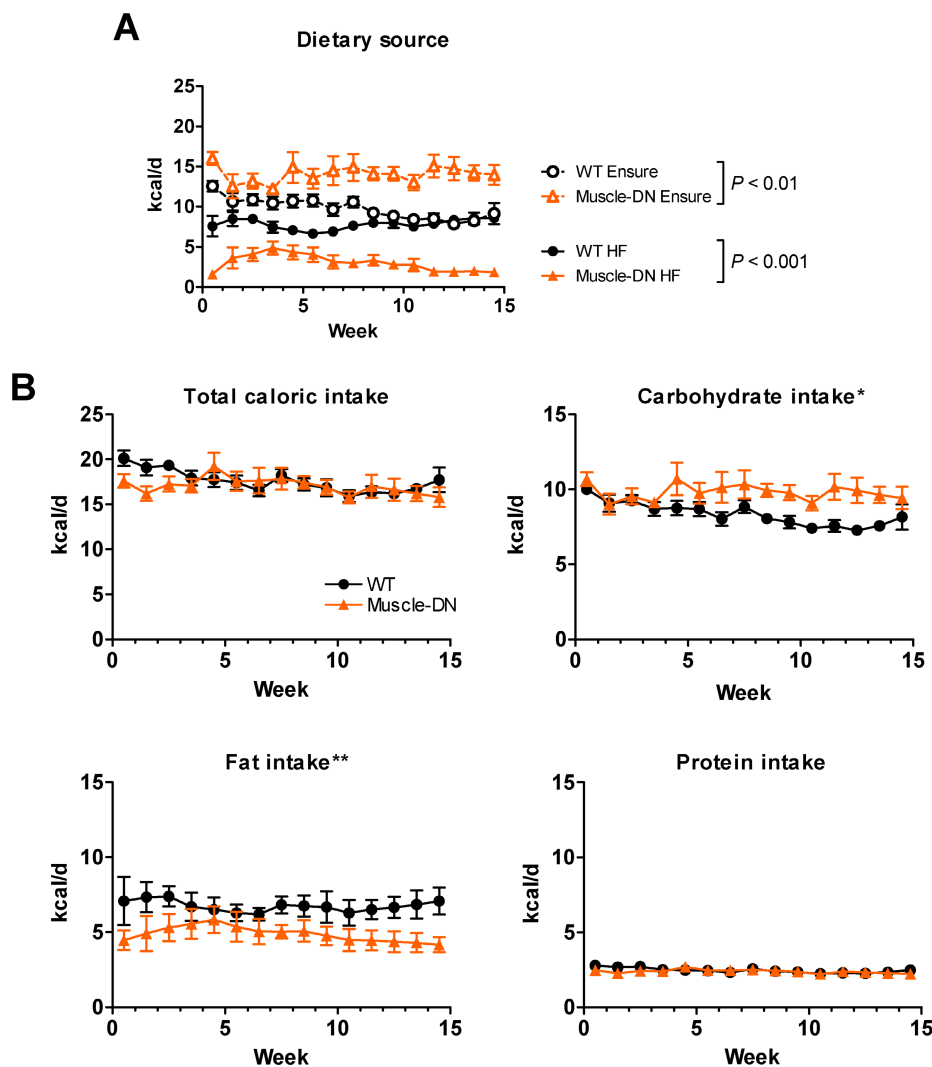 A
Dietary source
25
20
15
10
5
0
kcal/d
0 5 10 15
Week
WT Ensure
Muscle-DN Ensure
P < 0.01
WT HF
Muscle-DN HF
P < 0.001
B
Total caloric intake
25
20
15
10
5
0
kcal/d
WT
Muscle-DN
0 5 10 15
Week
Carbohydrate intake*
15
10
5
0
kcal/d
0 5 10 15
Week
Fat intake**
15
10
5
0
kcal/d
0 5 10 15
Week
Protein intake
15
10
5
0
kcal/d
0 5 10 15
Week